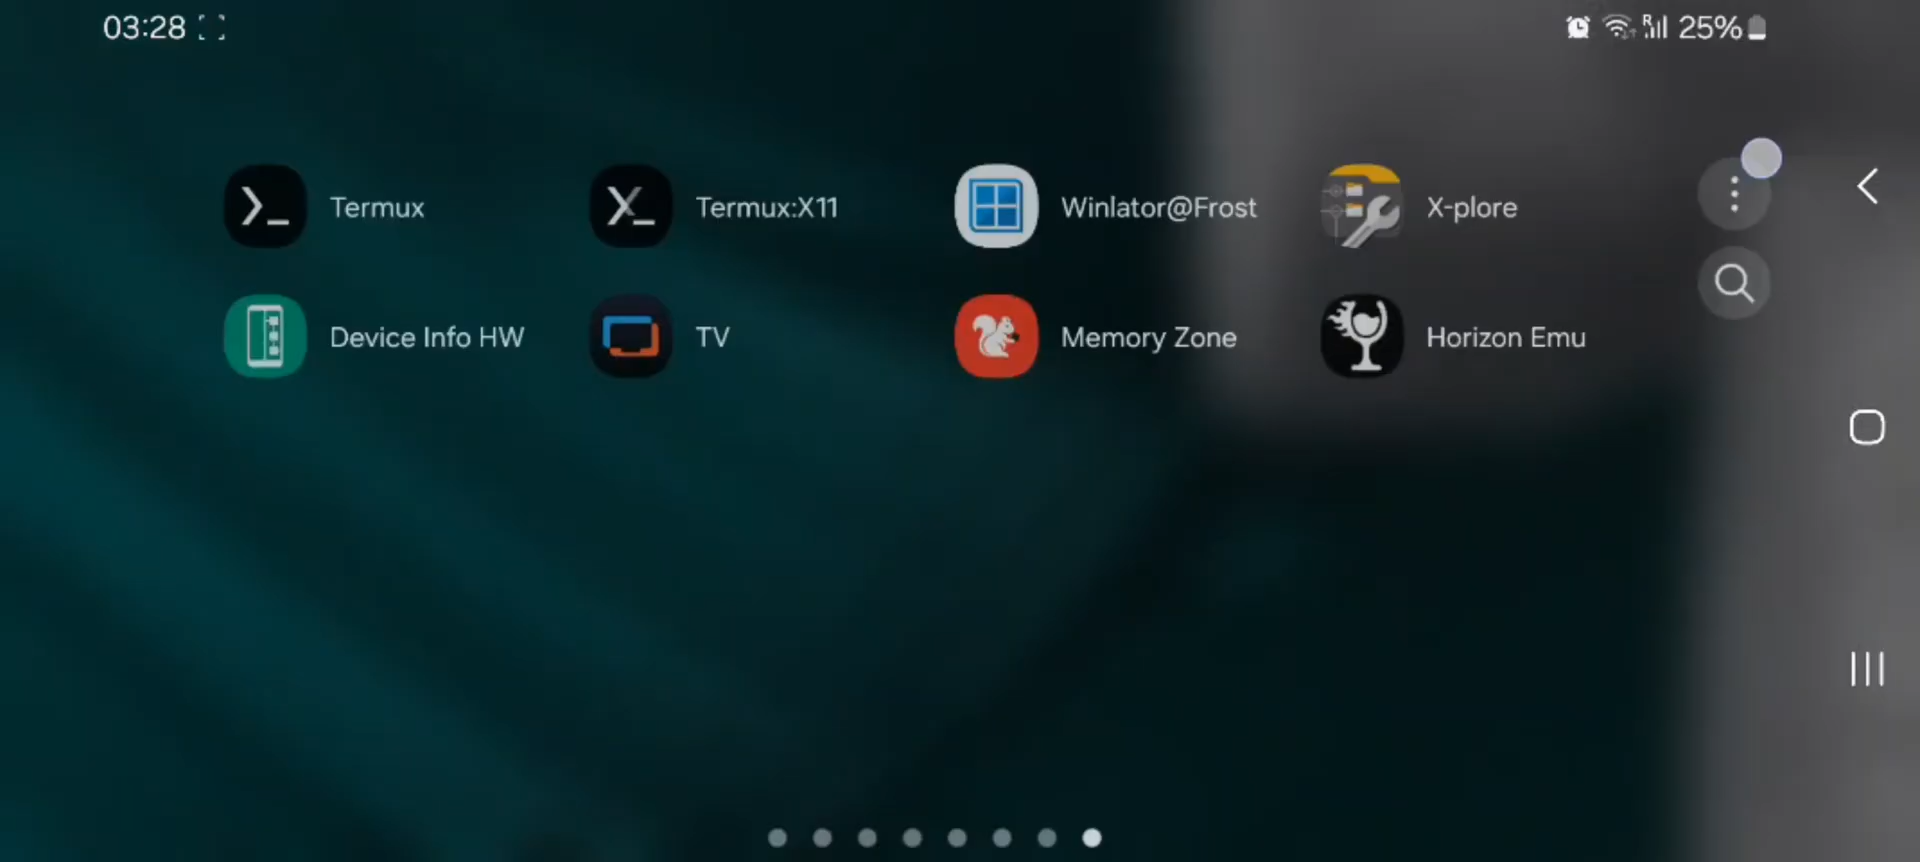 03:28
R 25%
Termux
Termux:X11
Winlator@Frost
X-plore
Device Info HW
TV
Memory Zone
Horizon Emu